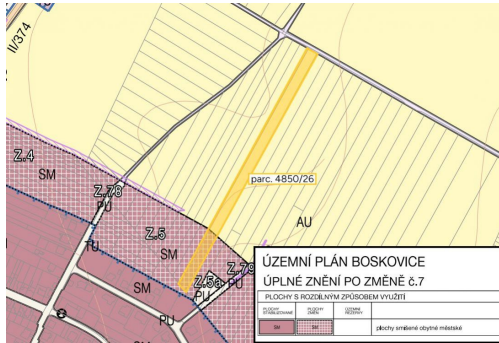 II/374
Z.4
SM
Z.78
PU
Z.5
SM
TU
SM
Z.5a
PU
Z.79
PU
PU
SM
parc. 4850/26
AU
ÚZEMNÍ PLÁN BOSKOVICE
ÚPLNÉ ZNĚNÍ PO ZMĚNĚ č.7
PLOCHY S ROZDÍLNÝM ZPŮSOBEM VYUŽITÍ
PLOCHY STABILIZOVANÉ
PLOCHY ZMĚN
ÚZEMNÍ REZERVY
SM
SM
plochy smíšené obytné městské